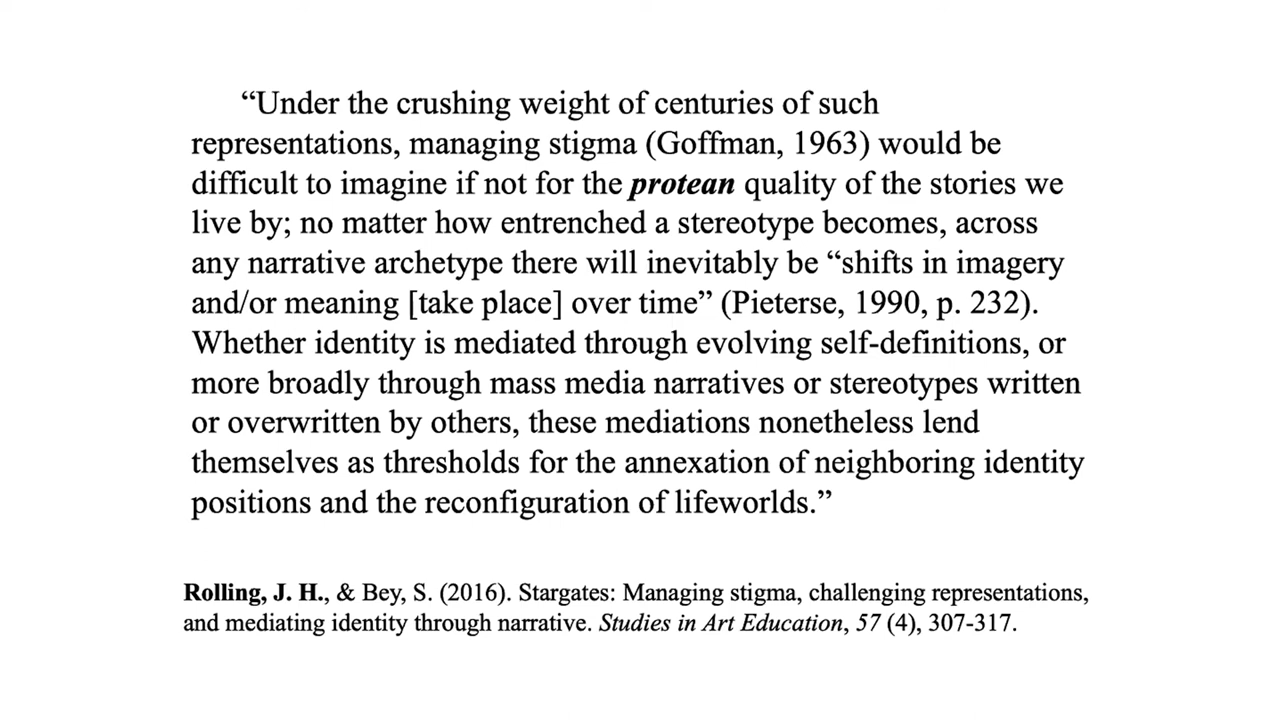 “Under the crushing weight of centuries of such
representations, managing stigma (Goffman, 1963) would be
difficult to imagine if not for the protean quality of the stories we
live by; no matter how entrenched a stereotype becomes, across
any narrative archetype there will inevitably be “shifts in imagery
and/or meaning [take place] over time” (Pieterse, 1990, p. 232).
Whether identity is mediated through evolving self-definitions, or
more broadly through mass media narratives or stereotypes written
or overwritten by others, these mediations nonetheless lend
themselves as thresholds for the annexation of neighboring identity
positions and the reconfiguration of lifeworlds.”
Rolling, J. H., & Bey, S. (2016). Stargates: Managing stigma, challenging representations,
and mediating identity through narrative. Studies in Art Education, 57 (4), 307-317.